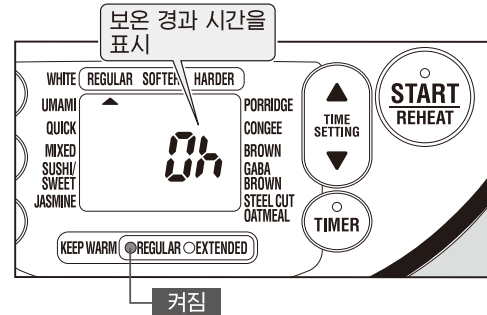 보온 경과 시간을
표시
WHITE REGULAR SOFTER HARDER
UMAMI
QUICK
MIXED
SUSHI/
SWEET
JASMINE
0h
PORRIDGE
CONGEE
BROWN
GABA
BROWN
STEEL CUT
OATMEAL
TIME
SETTING
START
REHEAT
TIMER
KEEP WARM REGULAR EXTENDED
켜짐